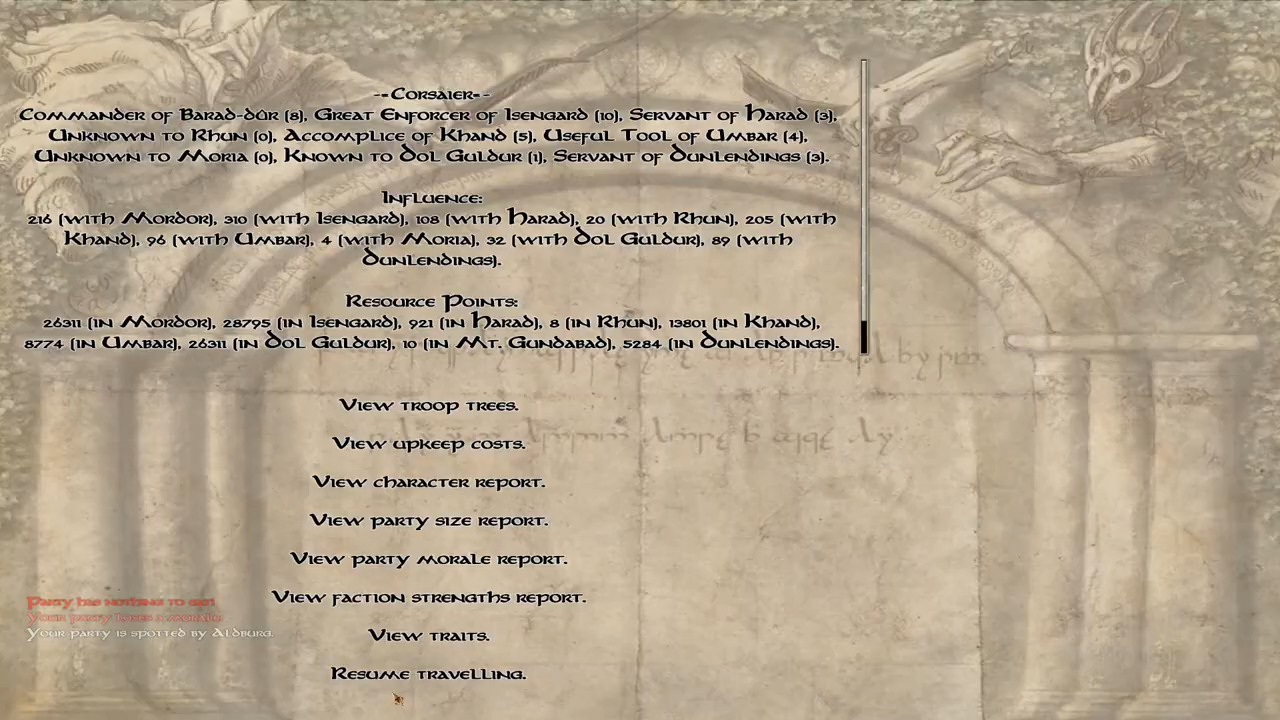 -=Corsaier=-
Commander of Barad-dûr (8), Great Enforcer of Isengard (10), Servant of Harad (3),
Unknown to Rhun (0), Accomplice of Khand (5), Useful Tool of Umbar (4),
Unknown to Moria (0), Known to Dol Guldur (1), Servant of Dunlendings (3).
Influence:
216 (with Mordor), 310 (with Isengard), 108 (with Harad), 20 (with Rhun), 205 (with
Khand), 96 (with Umbar), 4 (with Moria), 32 (with Dol Guldur), 89 (with
Dunlendings).
Resource Points:
26311 (in Mordor), 28795 (in Isengard), 921 (in Harad), 8 (in Rhun), 13801 (in Khand),
8774 (in Umbar), 26311 (in Dol Guldur), 10 (in Mt. Gundabad), 5284 (in Dunlendings).
View troop trees.
View upkeep costs.
View character report.
View party size report.
View party morale report.
View faction strengths report.
View traits.
Party has nothing to eat!
Your party loses morale!
Your party is spotted by Aldburg.
Resume travelling.